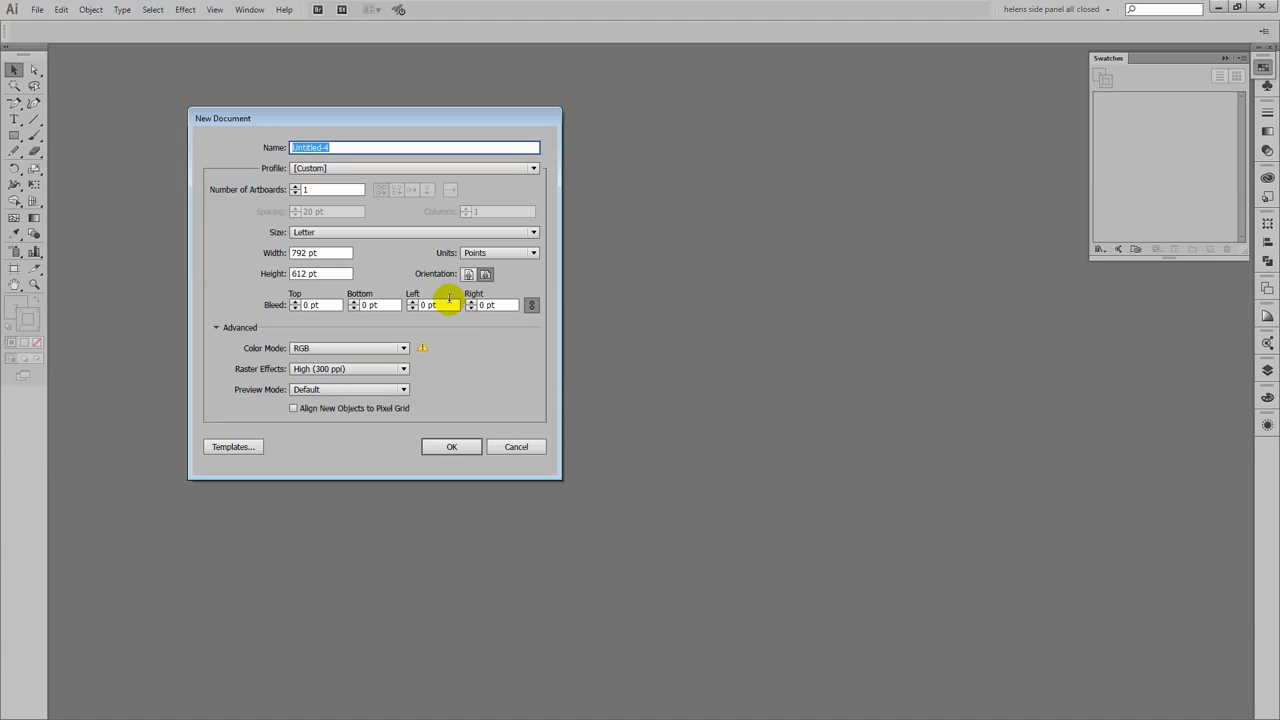 Ai File Edit Object Type Select Effect View Window Help Br St helens side panel all closed
Swatches
New Document
Name: Untitled-4
Profile: [Custom]
Number of Artboards: 1
Spacing: 20 pt Columns: 1
Size: Letter
Width: 792 pt Units: Points
Height: 612 pt Orientation:
Top Bottom Left Right
Bleed: 0 pt 0 pt 0 pt 0 pt
Advanced
Color Mode: RGB
Raster Effects: High (300 ppi)
Preview Mode: Default
Align New Objects to Pixel Grid
Templates... OK Cancel